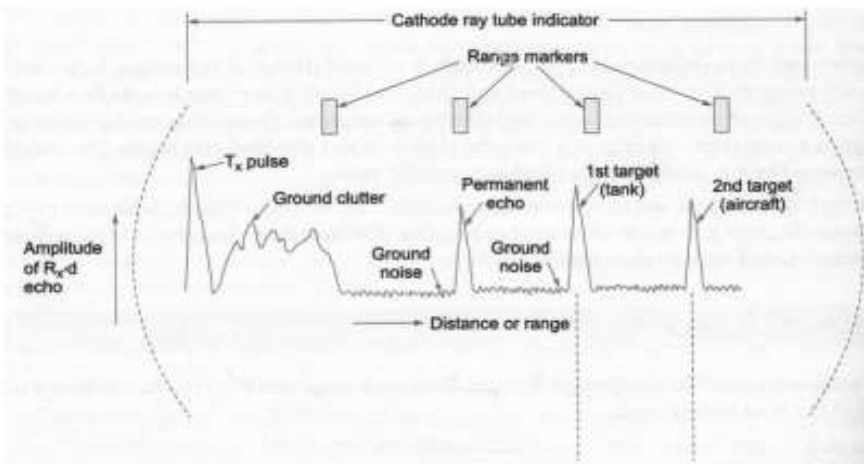 Cathode ray tube indicator
Range markers
Tx pulse
Ground clutter
Permanent
echo
1st target
(tank)
2nd target
(aircraft)
Amplitude
of Rx'd
echo
Ground
noise
Ground
noise
Distance or range